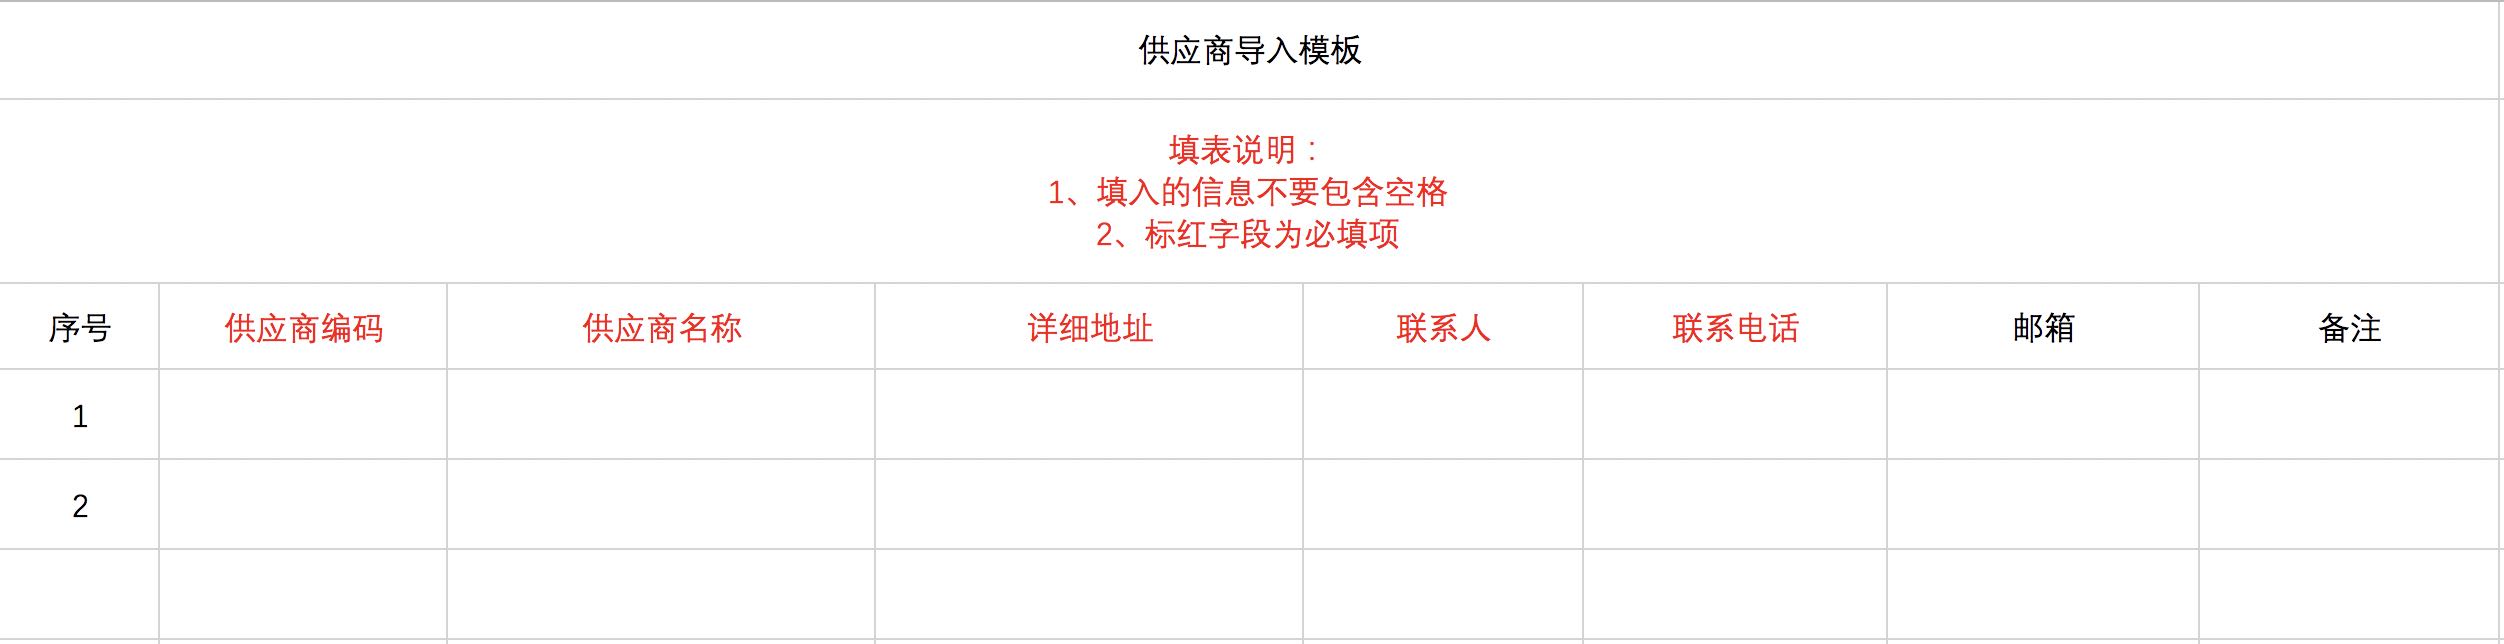 供应商导入模板
填表说明：
1、填入的信息不要包含空格
2、标红字段为必填项
序号 供应商编码 供应商名称 详细地址 联系人 联系电话 邮箱 备注
1
2